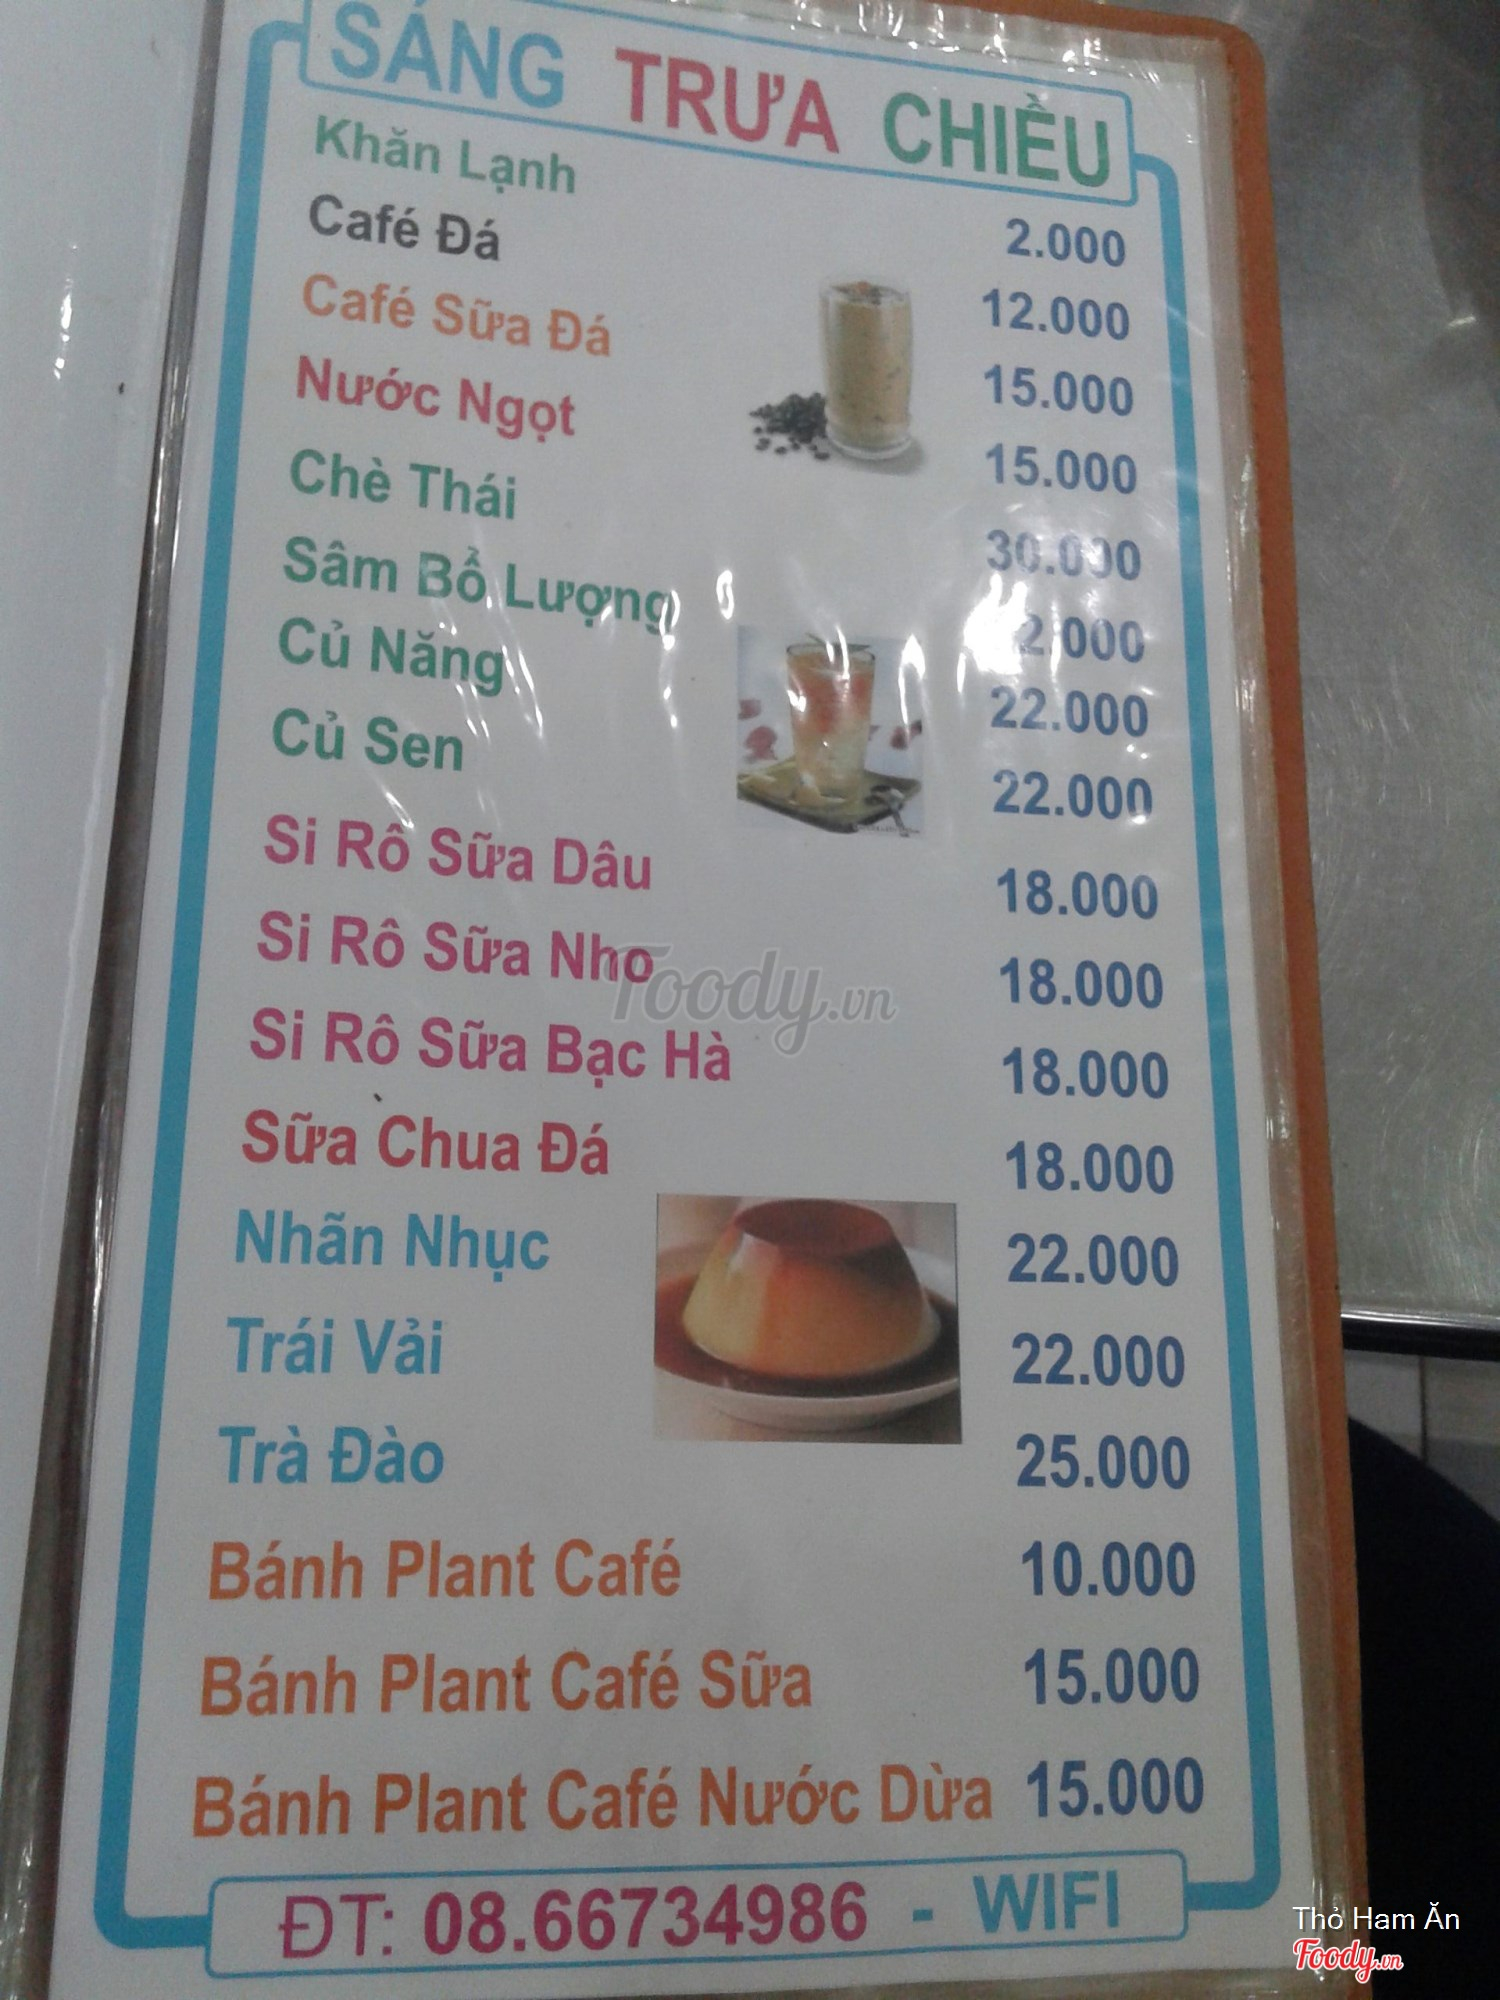 SÁNG TRƯA CHIỀU
Khăn Lạnh 2.000
Café Đá 12.000
Café Sữa Đá 15.000
Nước Ngọt 15.000
Chè Thái 30.000
Sâm Bổ Lượng
Củ Năng 22.000
Củ Sen 22.000
Si Rô Sữa Dâu 18.000
Si Rô Sữa Nho 18.000
Si Rô Sữa Bạc Hà 18.000
Sữa Chua Đá 18.000
Nhãn Nhục 22.000
Trái Vải 22.000
Trà Đào 25.000
Bánh Plant Café 10.000
Bánh Plant Café Sữa 15.000
Bánh Plant Café Nước Dừa 15.000
ĐT: 08.66734986 - WIFI
Foody.vn
Thỏ Ham Ăn
Foody.vn